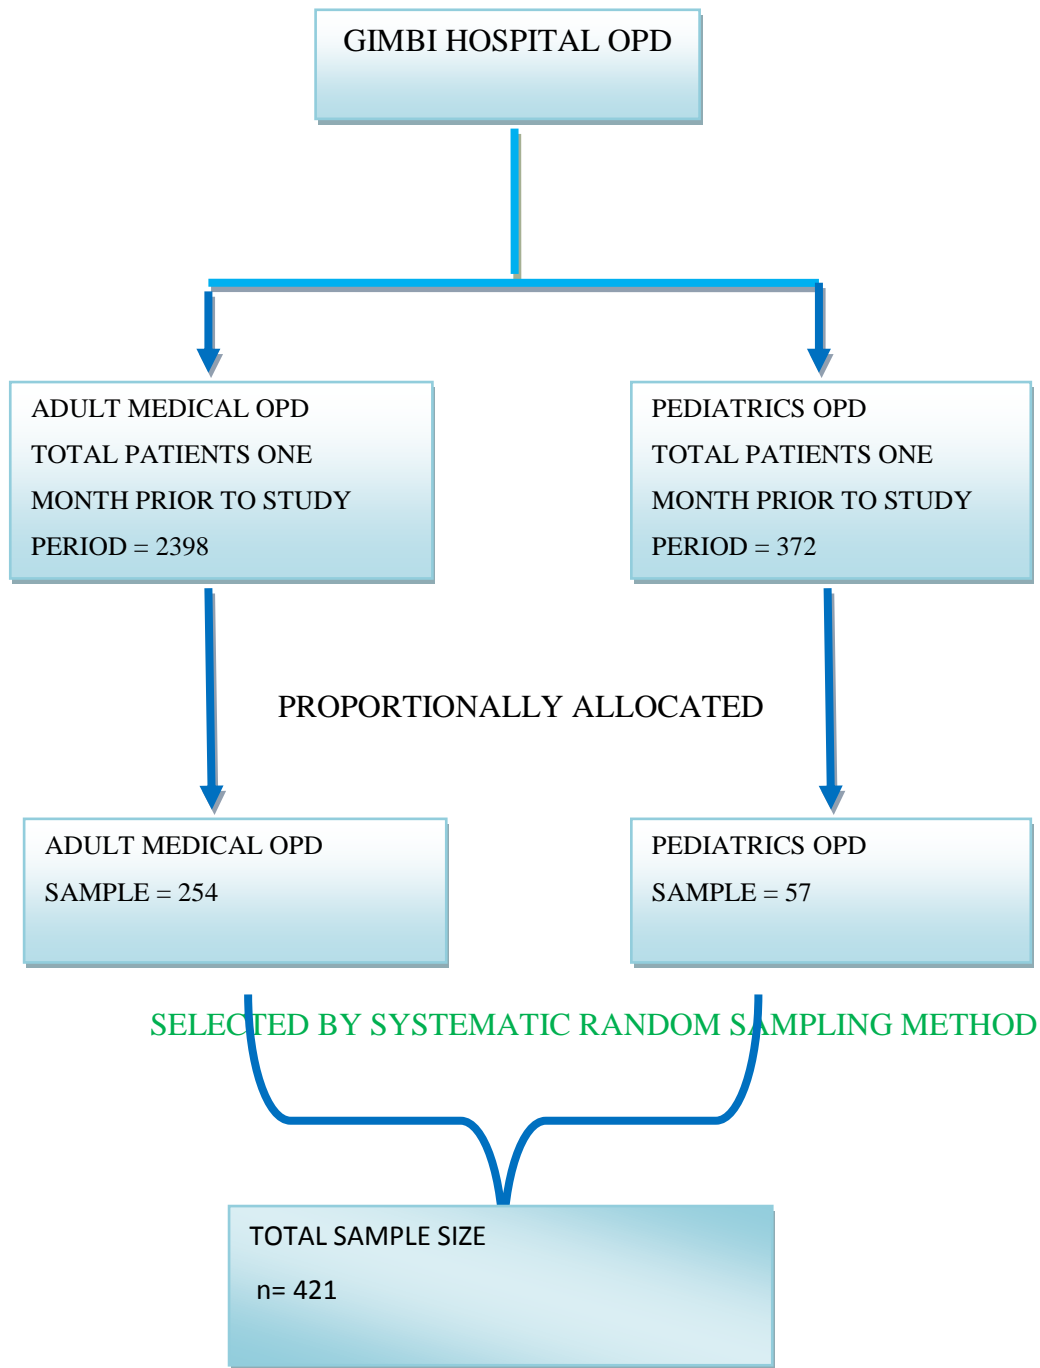 GIMBI HOSPITAL OPD
ADULT MEDICAL OPD
TOTAL PATIENTS ONE
MONTH PRIOR TO STUDY
PERIOD = 2398
PEDIATRICS OPD
TOTAL PATIENTS ONE
MONTH PRIOR TO STUDY
PERIOD = 372
PROPORTIONALLY ALLOCATED
ADULT MEDICAL OPD
SAMPLE = 254
PEDIATRICS OPD
SAMPLE = 57
SELECTED BY SYSTEMATIC RANDOM SAMPLING METHOD
TOTAL SAMPLE SIZE
n= 421